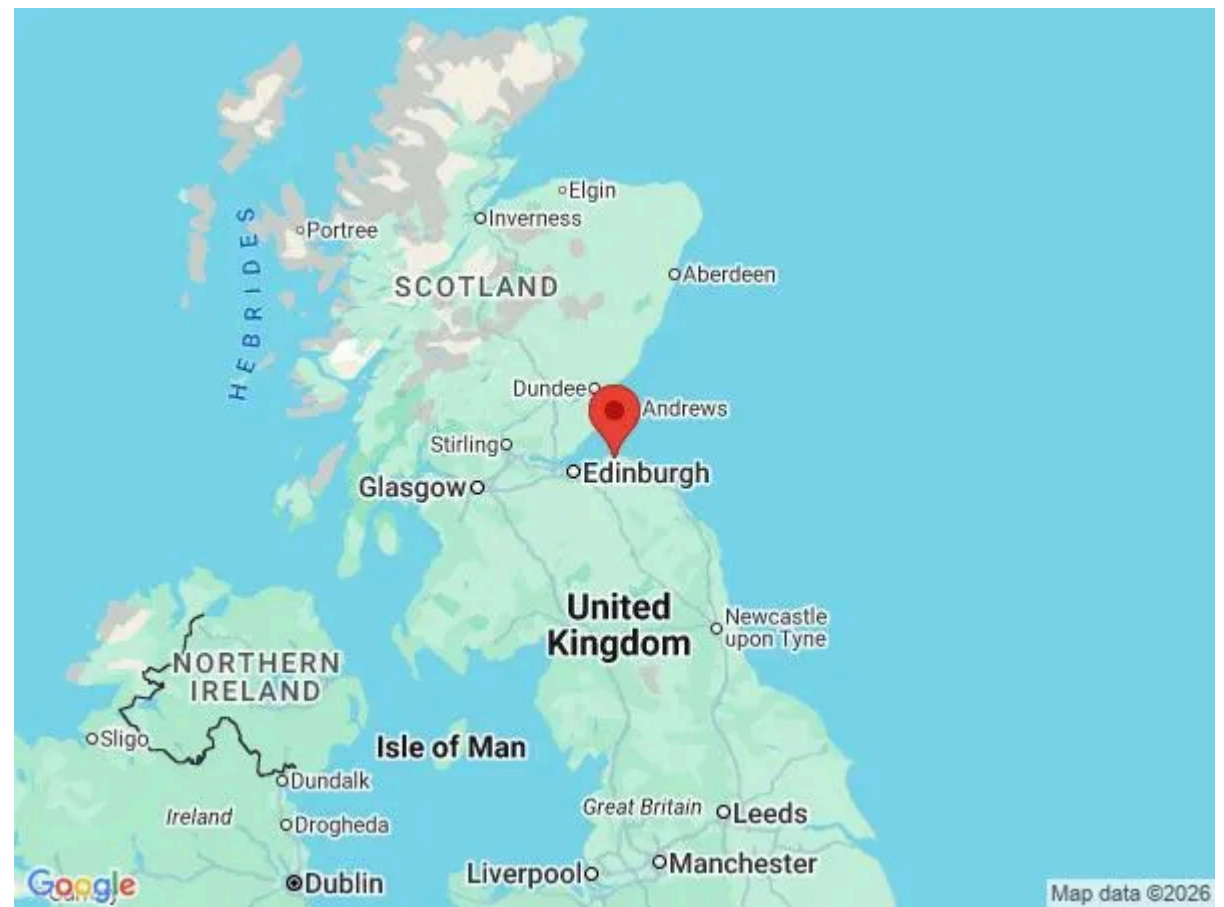 Elgin
Inverness
Portree
HEBRIDES
Aberdeen
SCOTLAND
Dundee
Andrews
Stirling
Edinburgh
Glasgow
United
Kingdom
Newcastle
upon Tyne
NORTHERN
IRELAND
Sligo
Isle of Man
Dundalk
Ireland
Great Britain
Leeds
Drogheda
Manchester
Liverpool
Dublin
Google
Map data ©2026